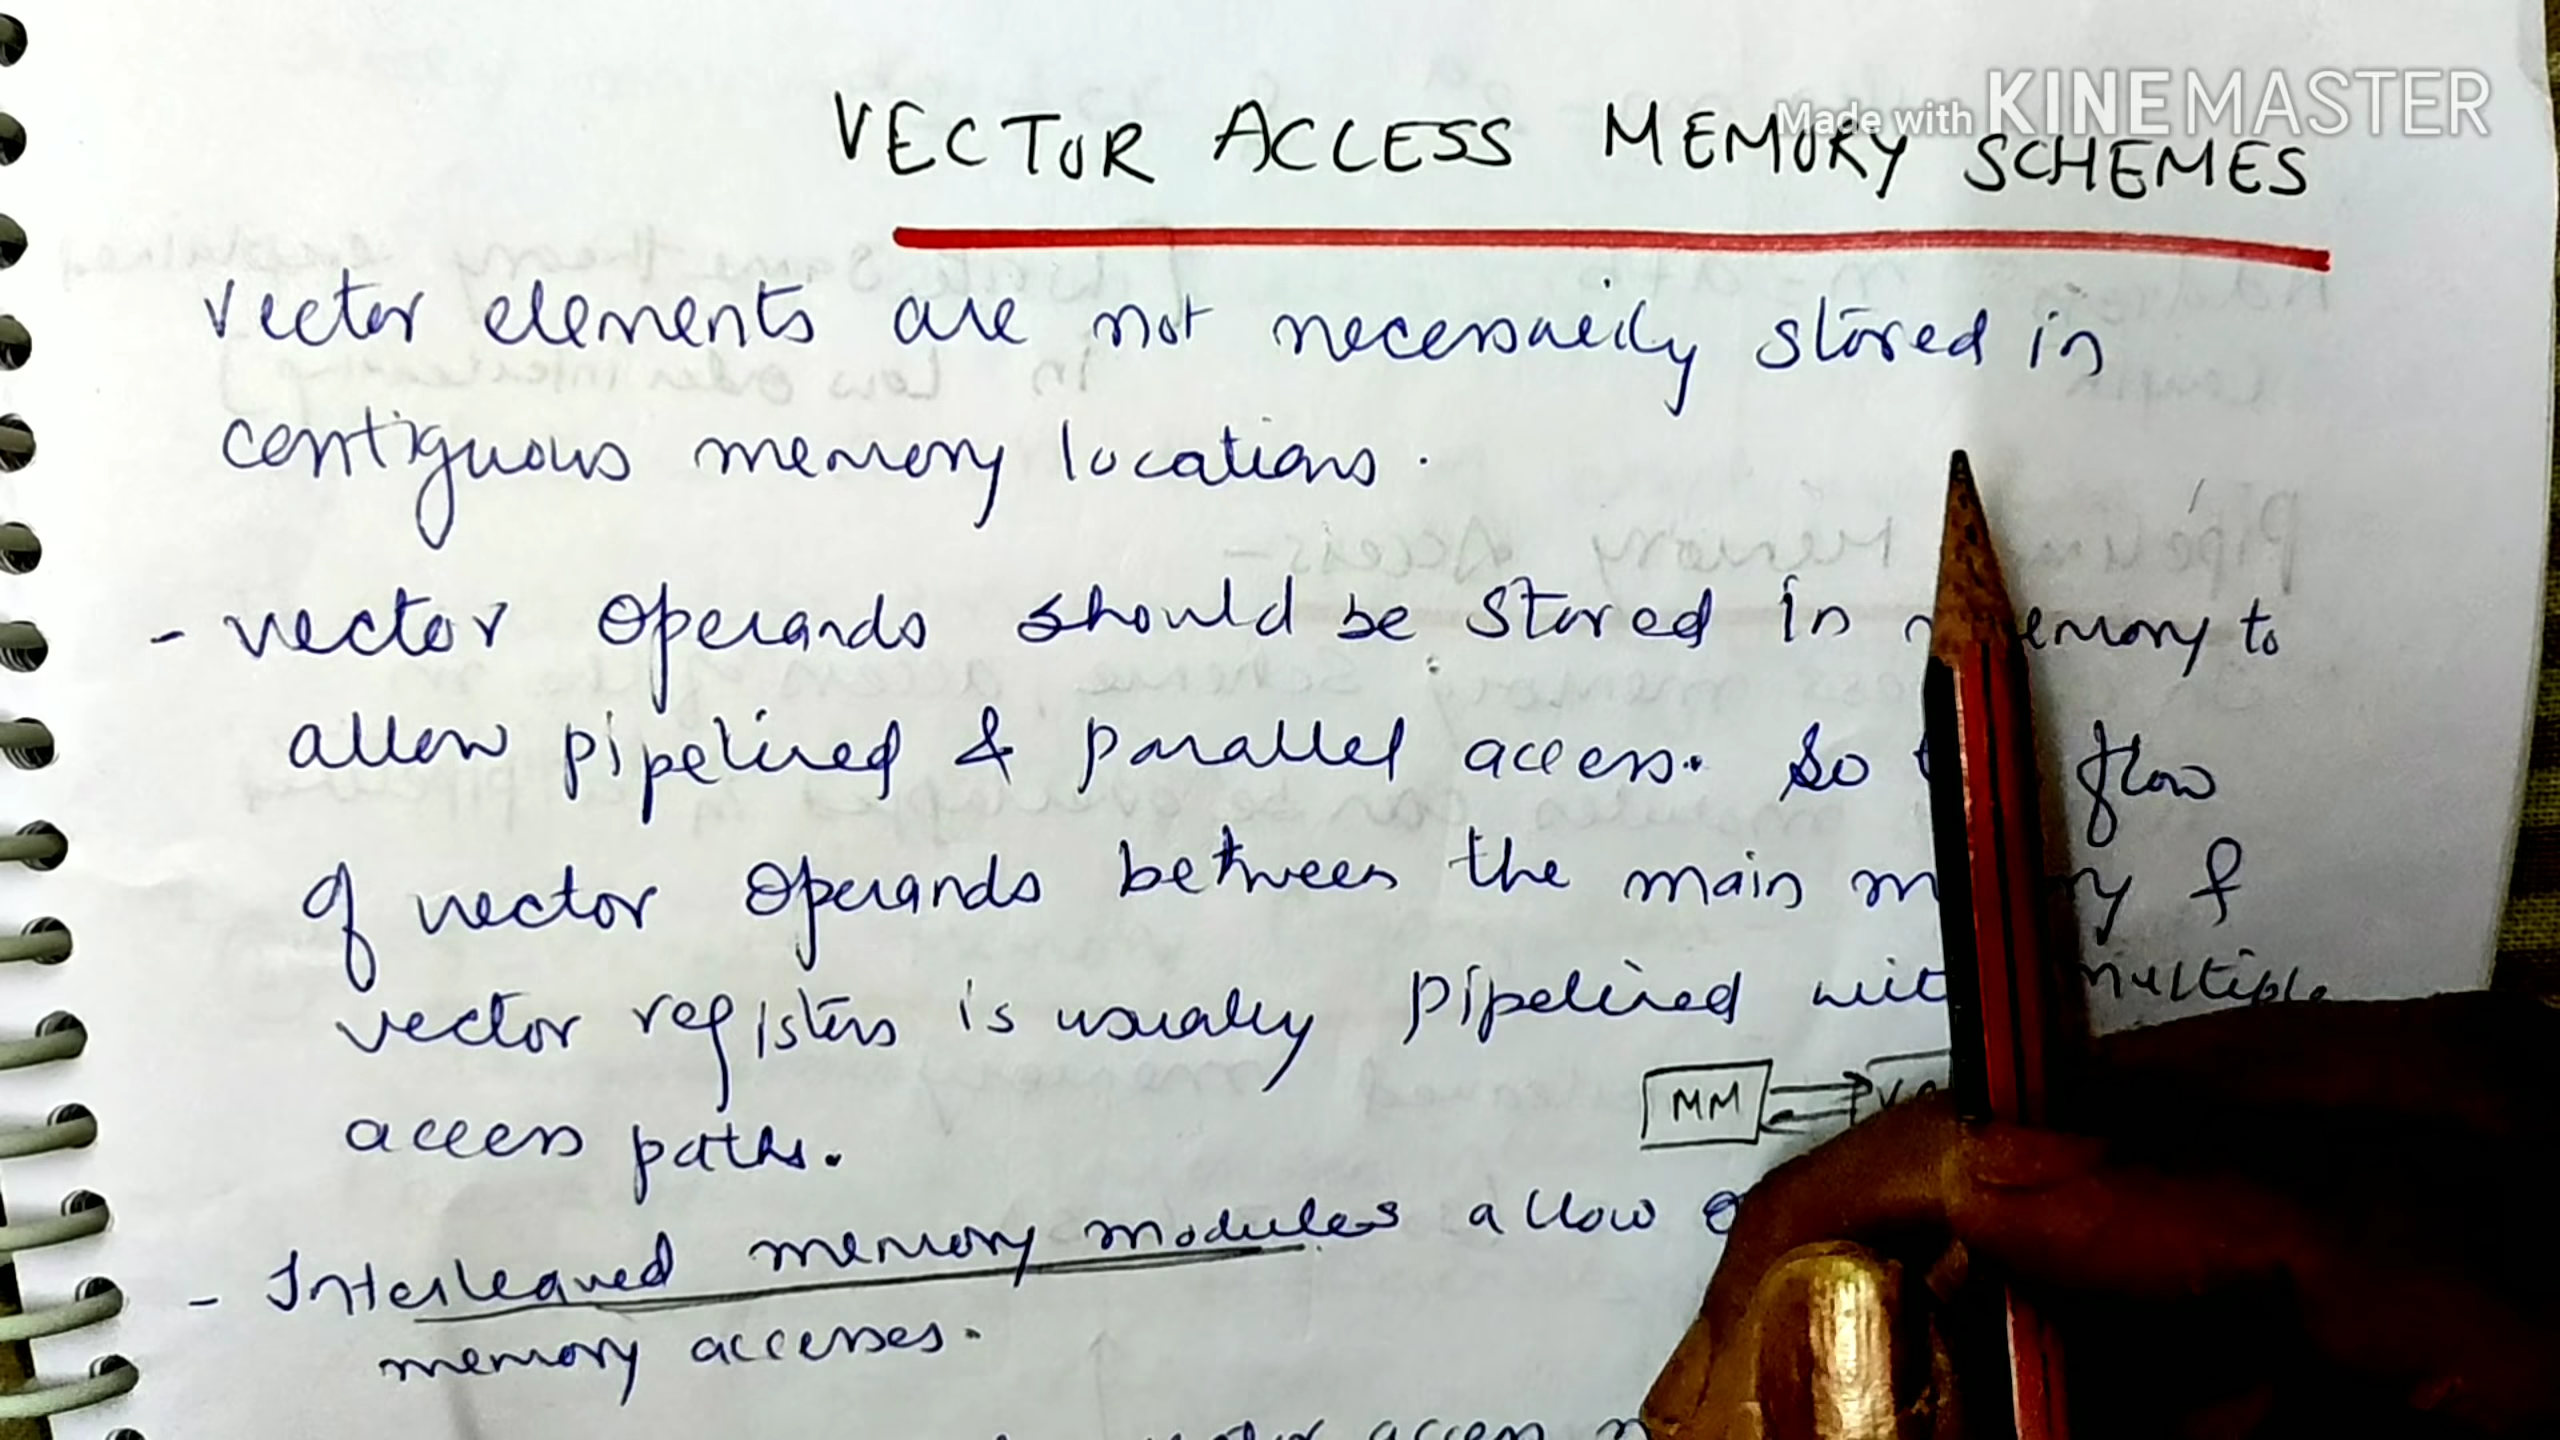 Made with KINEMASTER
VECTOR ACCESS MEMORY SCHEMES
Vector elements are not necessarily stored in
contiguous memory locations.
- vector operands should be stored in memory to
allow pipelined & parallel access. So flow
of vector operands between the main &
vector registers is usually pipelined multiple
access paths.
MM
- Interleaved memory modules allow
memory accesses.
access